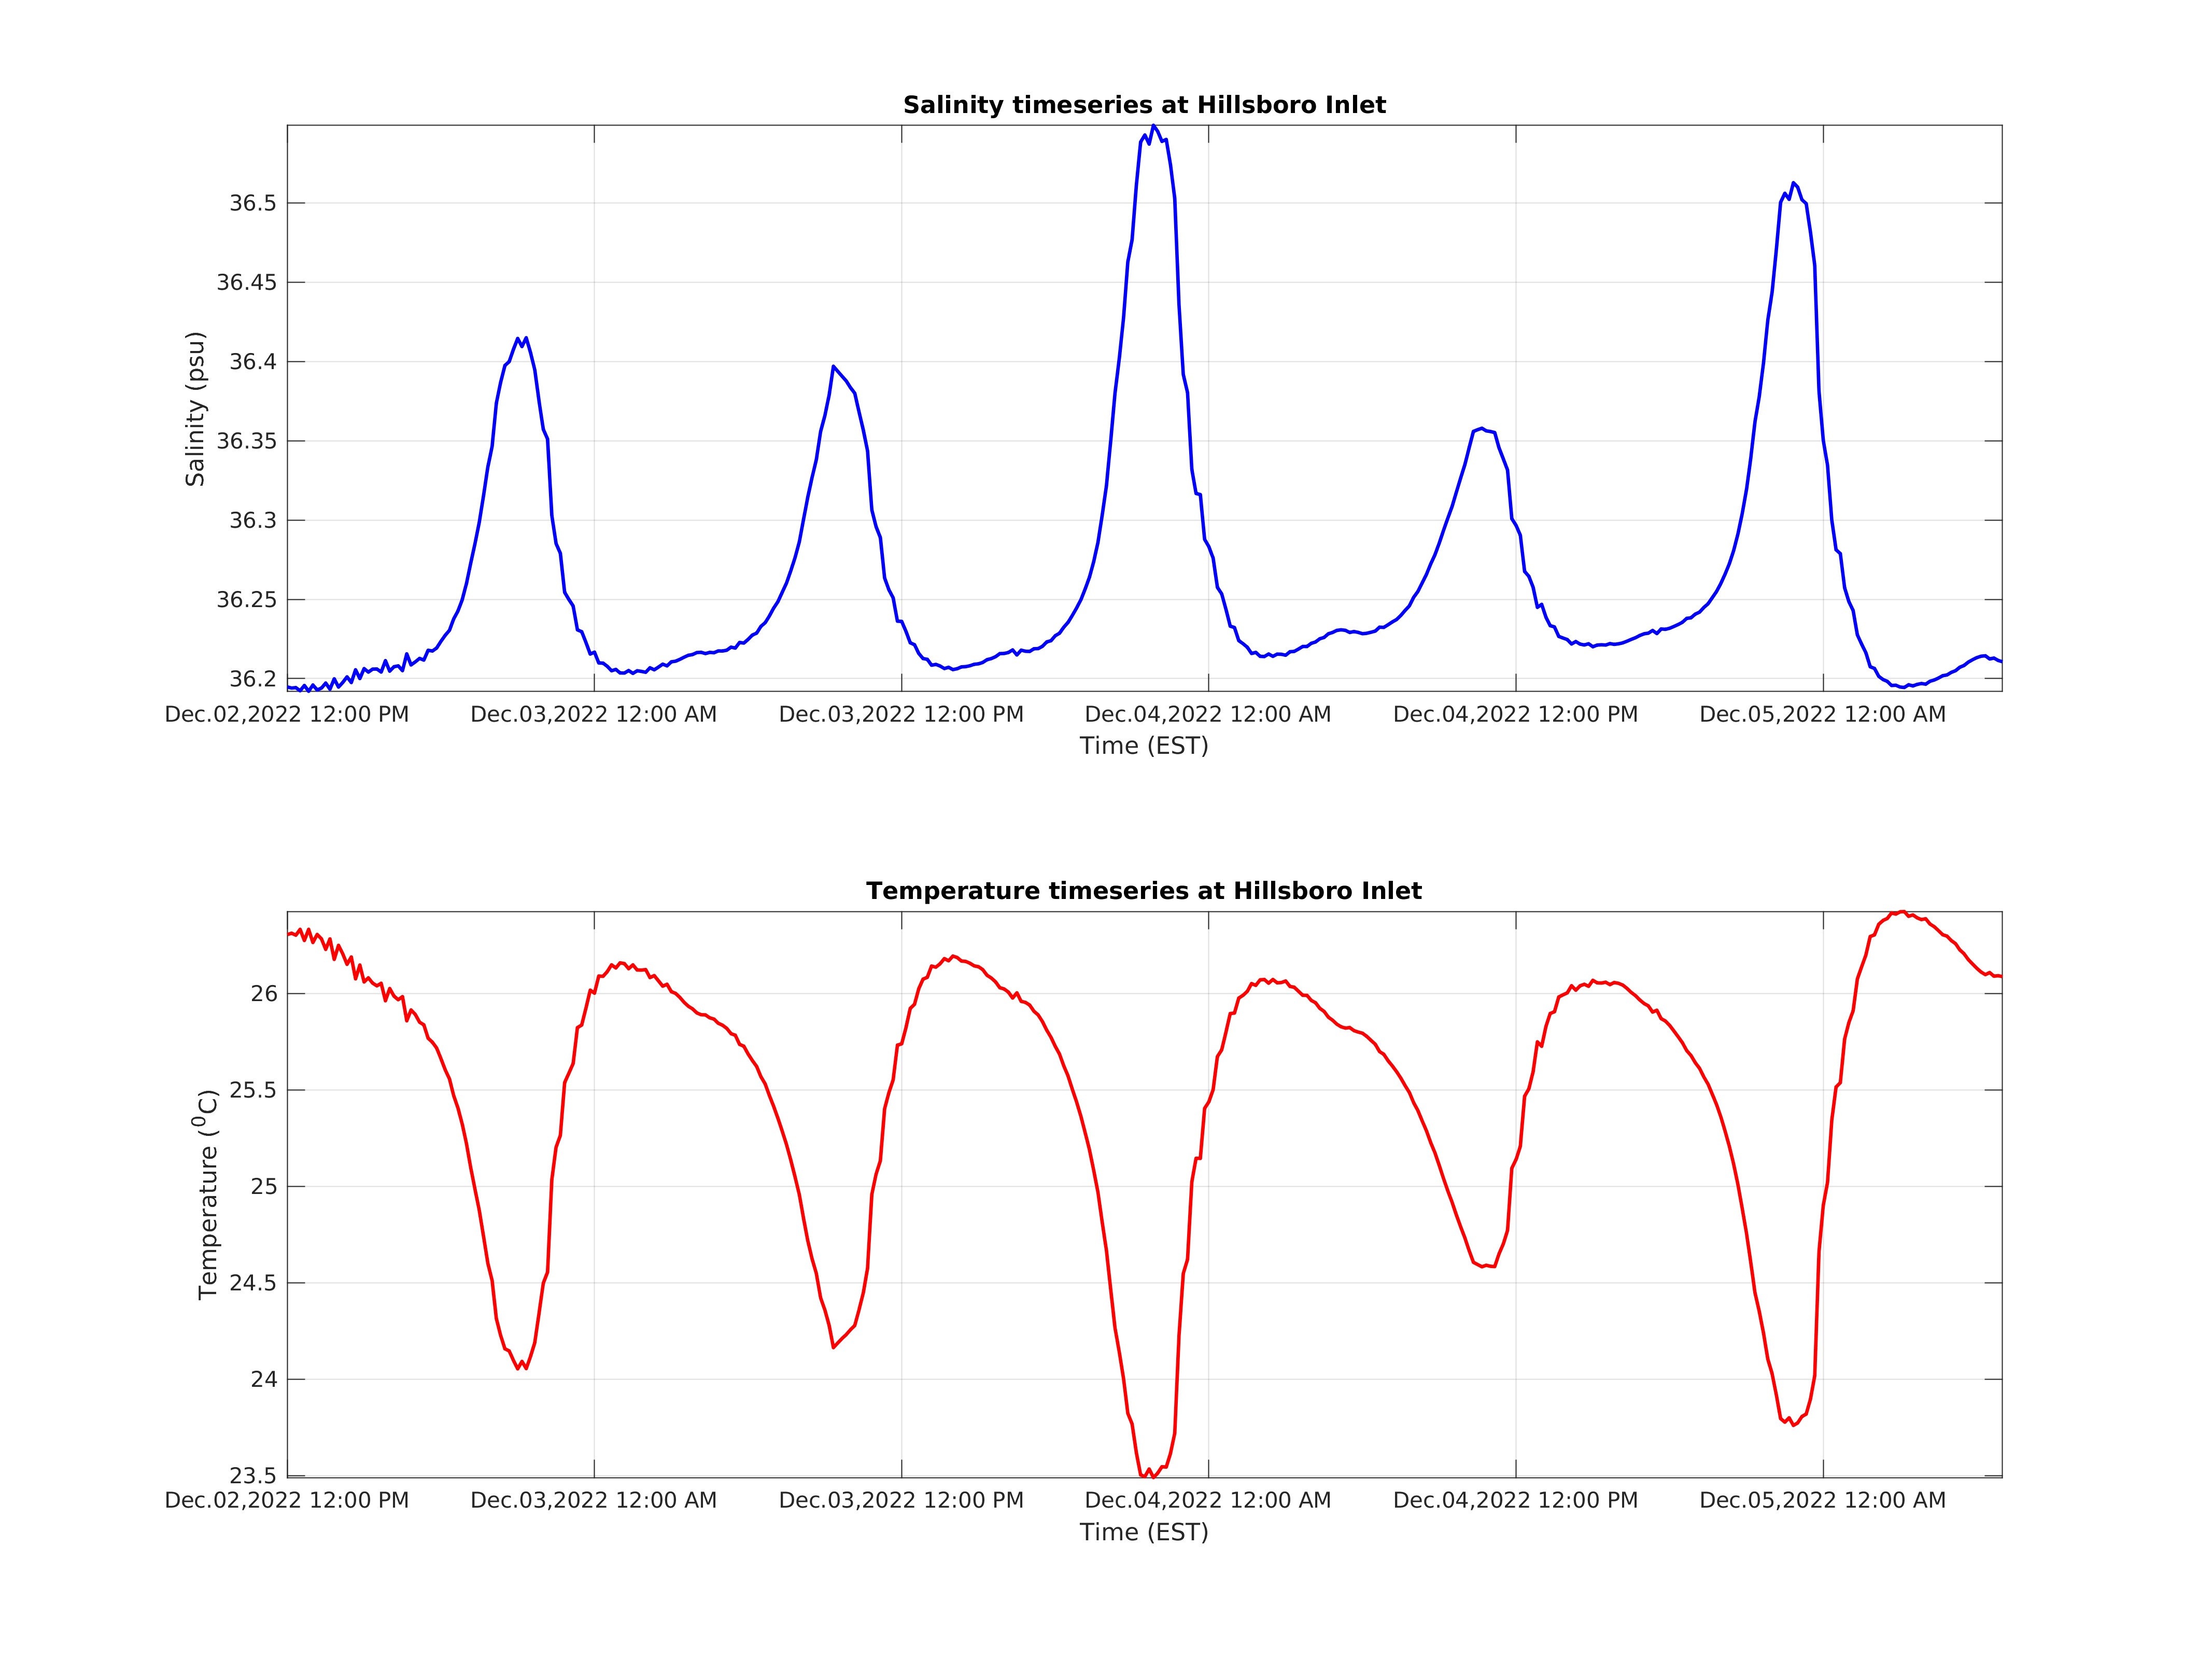 Salinity timeseries at Hillsboro Inlet
Salinity (psu)
36.5
36.45
36.4
36.35
36.3
36.25
36.2
Dec.02,2022 12:00 PM Dec.03,2022 12:00 AM Dec.03,2022 12:00 PM Dec.04,2022 12:00 AM Dec.04,2022 12:00 PM Dec.05,2022 12:00 AM
Time (EST)
Temperature timeseries at Hillsboro Inlet
Temperature (⁰C)
26
25.5
25
24.5
24
23.5
Dec.02,2022 12:00 PM Dec.03,2022 12:00 AM Dec.03,2022 12:00 PM Dec.04,2022 12:00 AM Dec.04,2022 12:00 PM Dec.05,2022 12:00 AM
Time (EST)